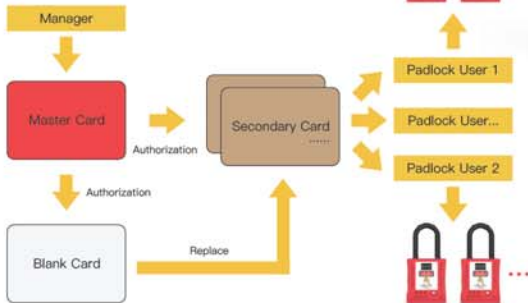 Manager
Master Card
Authorization
Authorization
Blank Card
Replace
Secondary Card
......
Padlock User 1
Padlock User...
Padlock User 2
...